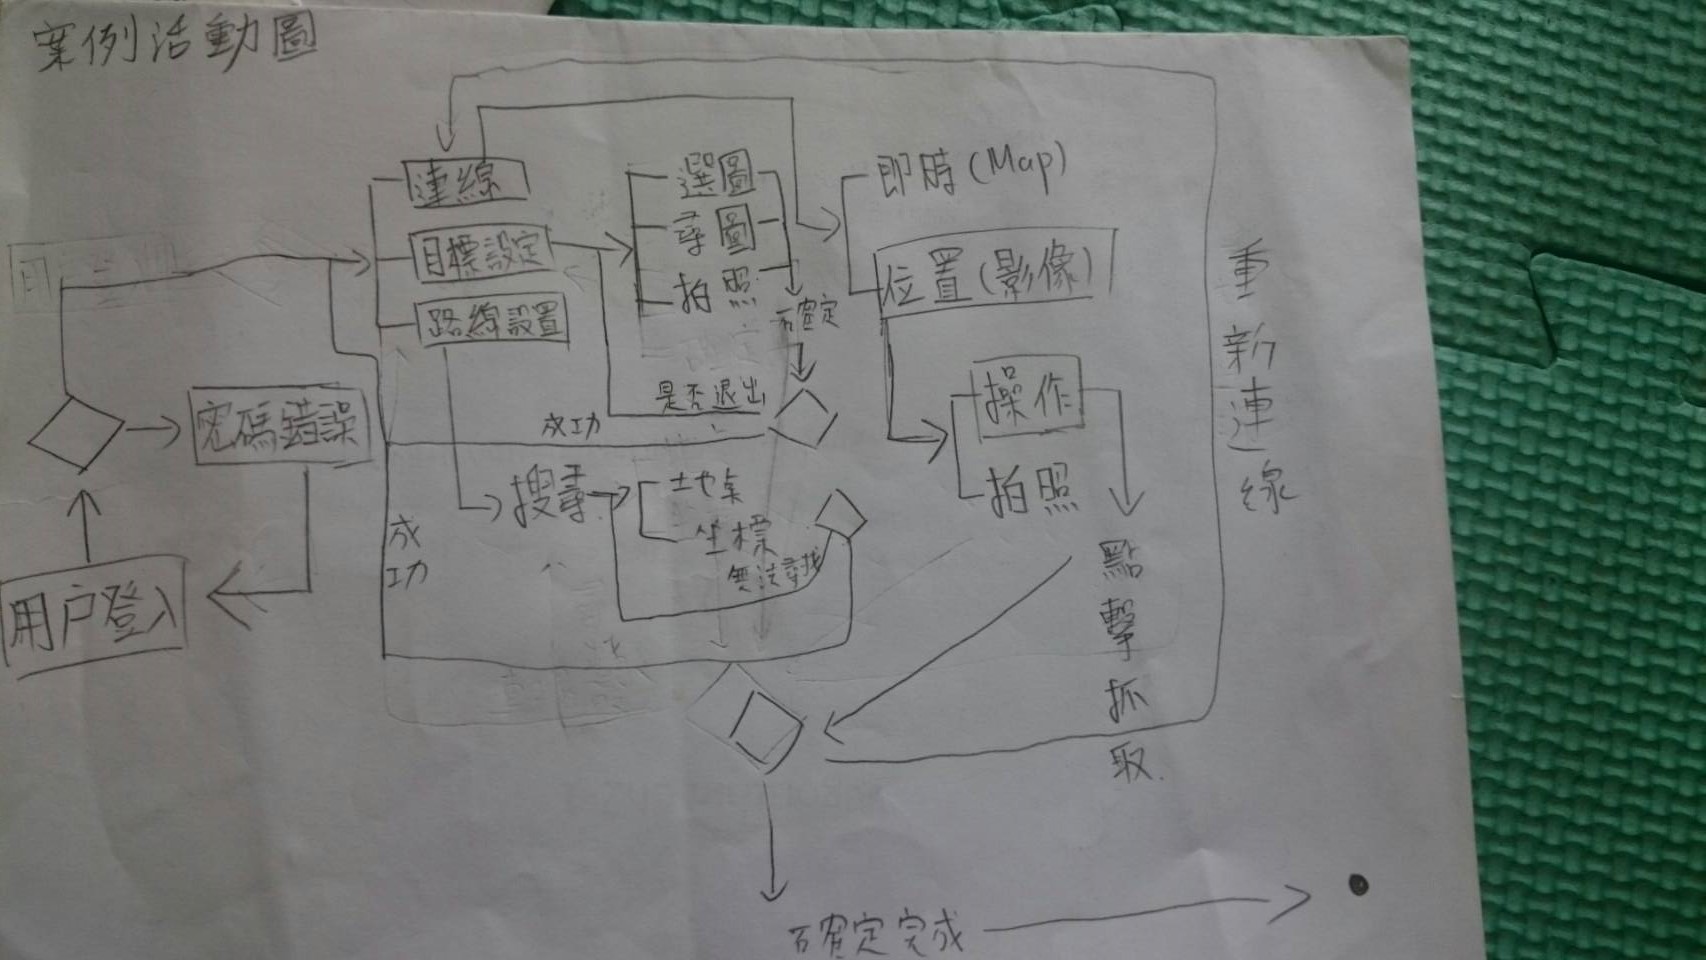 案例活動圖
連線
目標設定
路線設置
選圖
尋圖
拍照
確定
即時(Map)
位置(影像)
密碼錯誤
用戶登入
是否退出
成功
搜尋
坐標
無法尋找
成功
操作
拍照
點擊抓取.
重新連線
確定完成